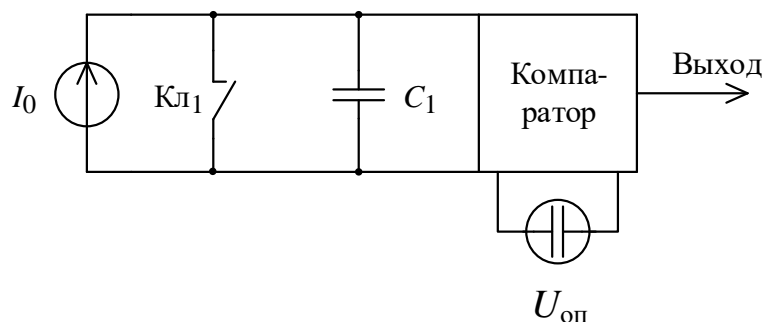 I0
Кл1
C1
Компа-
ратор
Выход
Uоп